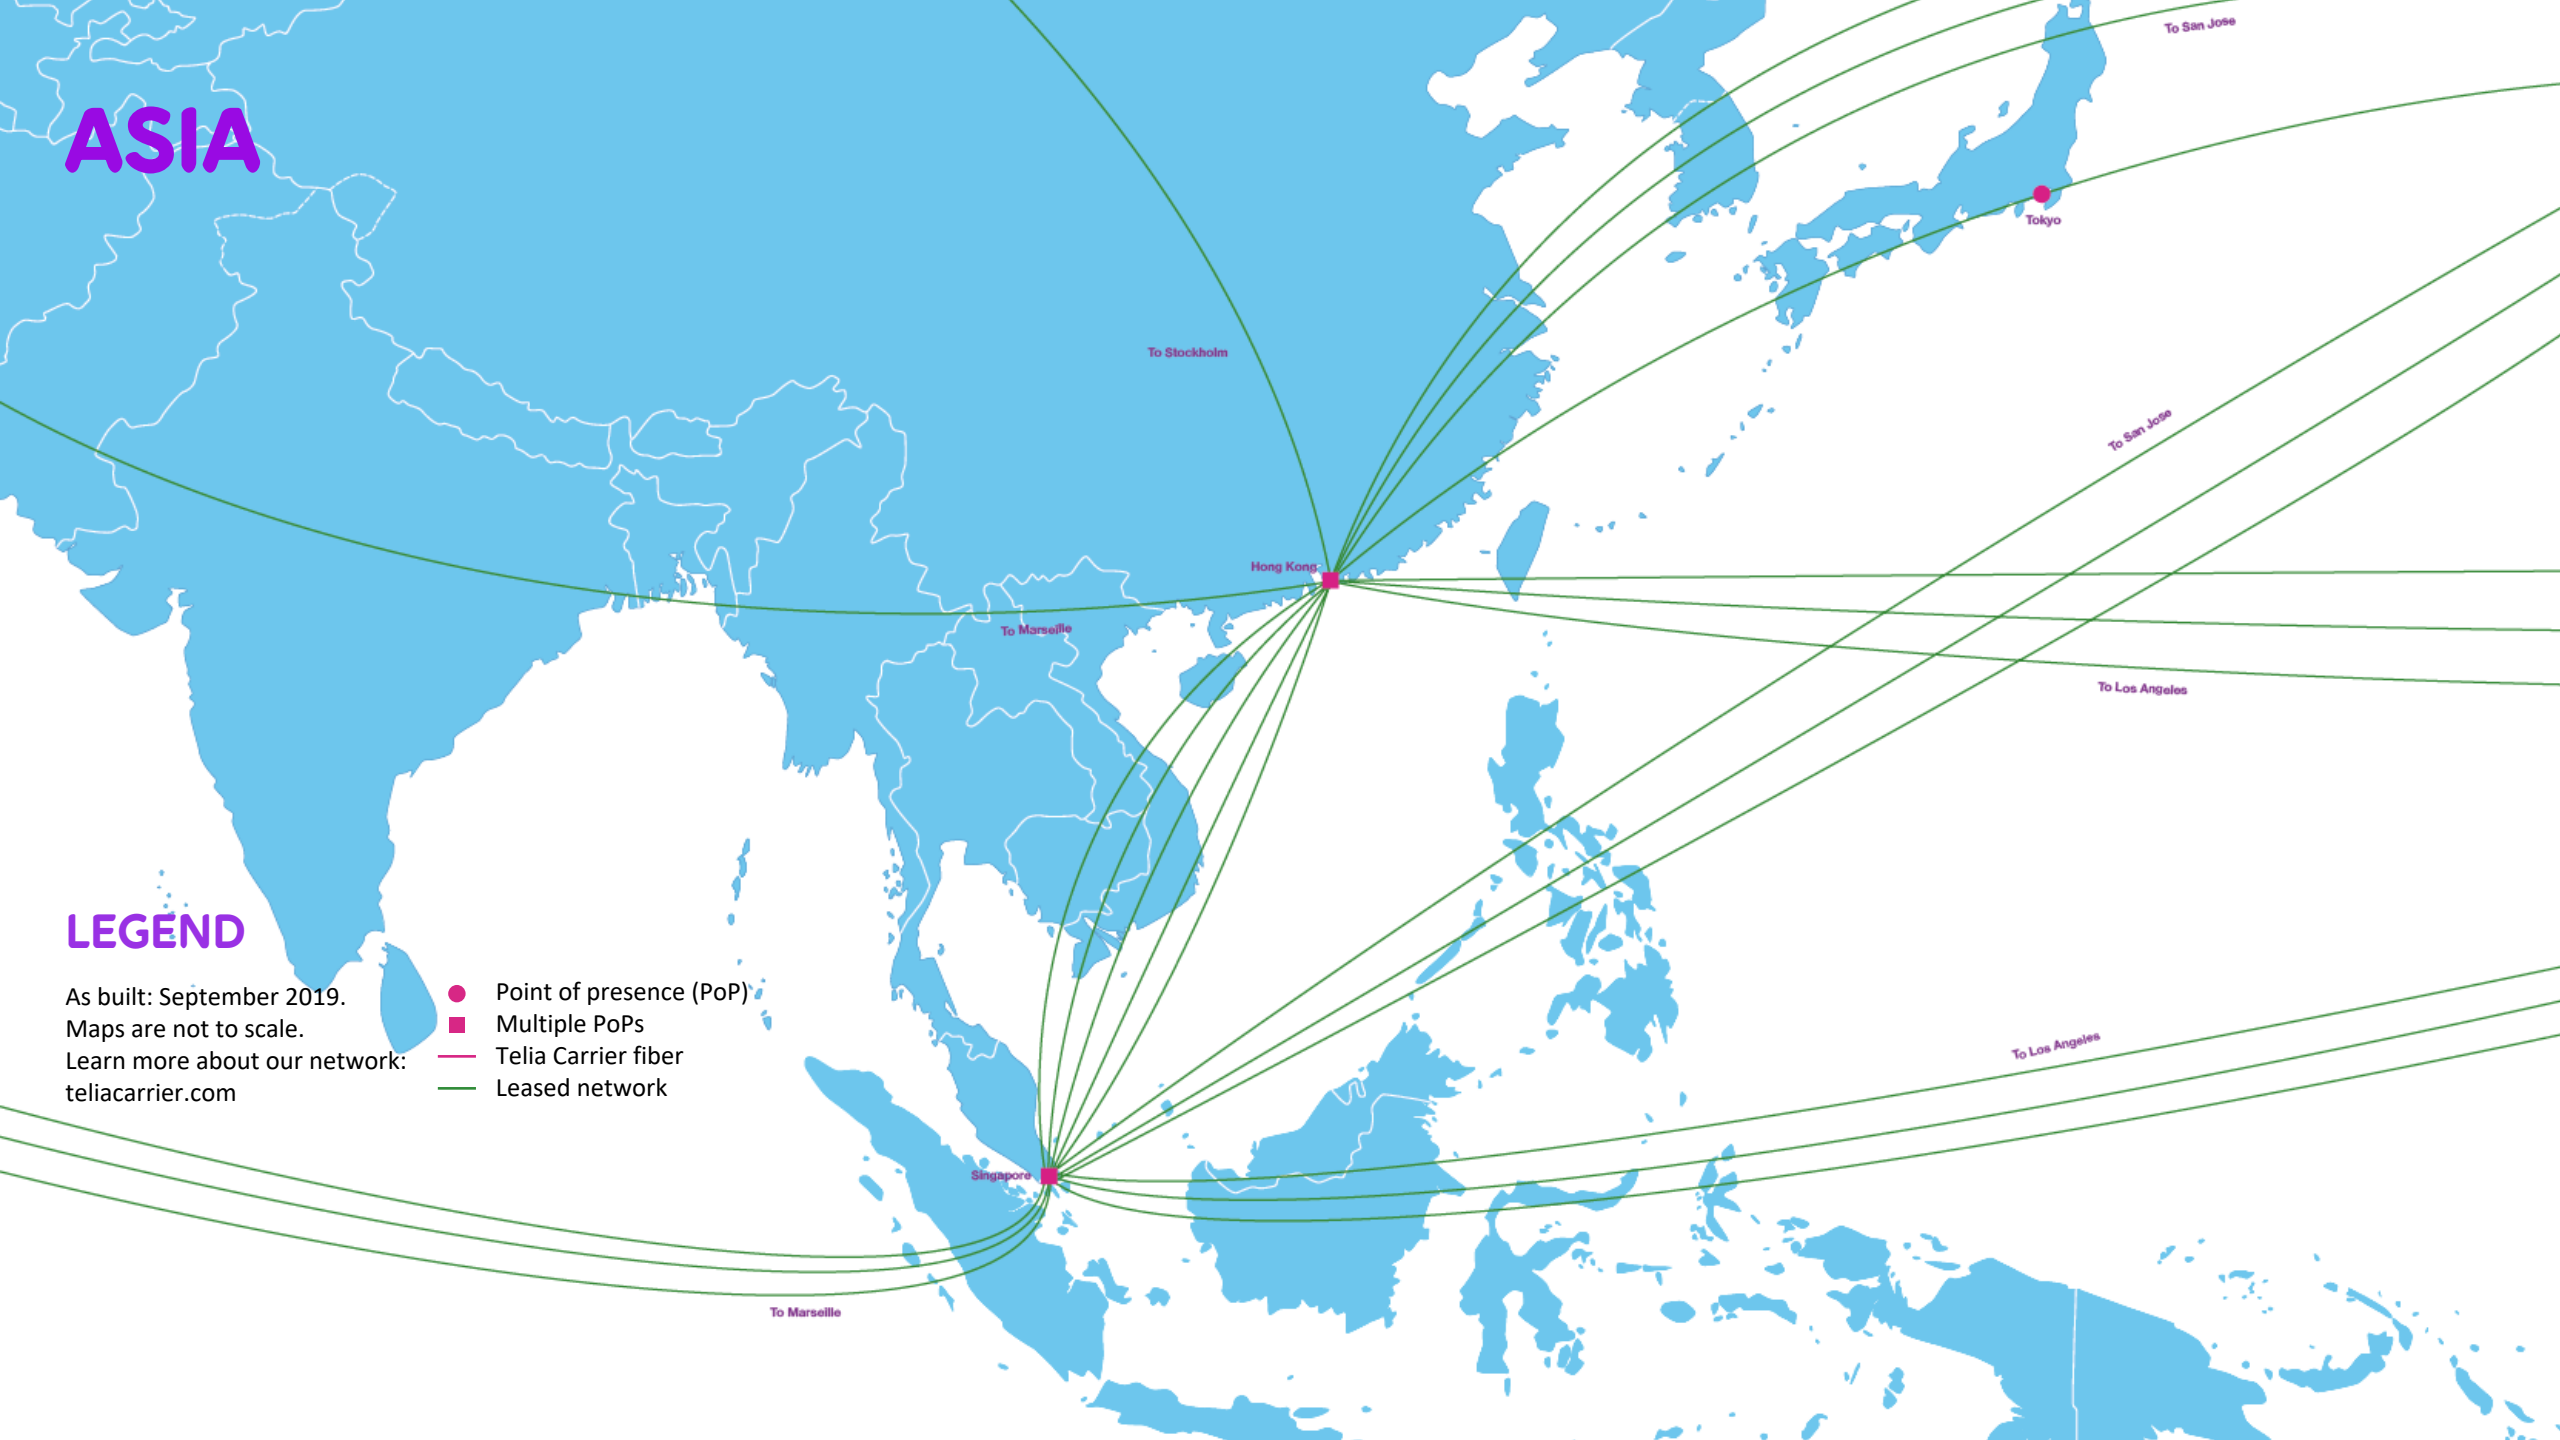 To San Jose
ASIA
Tokyo
To Stockholm
To San Jose
Hong Kong
To Marseille
To Los Angeles
LEGEND
As built: September 2019.
Maps are not to scale.
Learn more about our network:
teliacarrier.com
Point of presence (PoP)
Multiple PoPs
Telia Carrier fiber
Leased network
To Los Angeles
Singapore
To Marseille